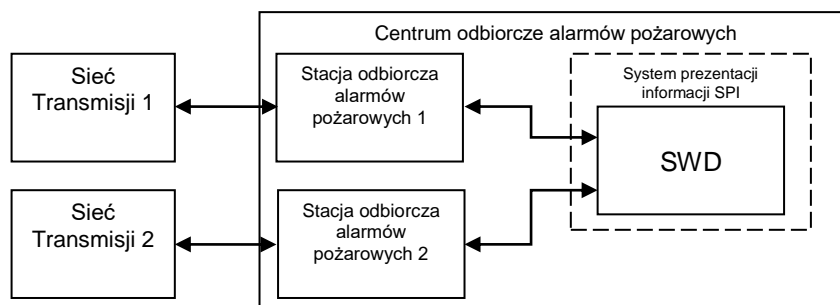 Centrum odbiorcze alarmów pożarowych
Sieć
Transmisji 1
Stacja odbiorcza
alarmów
pożarowych 1
System prezentacji
informacji SPI
SWD
Sieć
Transmisji 2
Stacja odbiorcza
alarmów
pożarowych 2